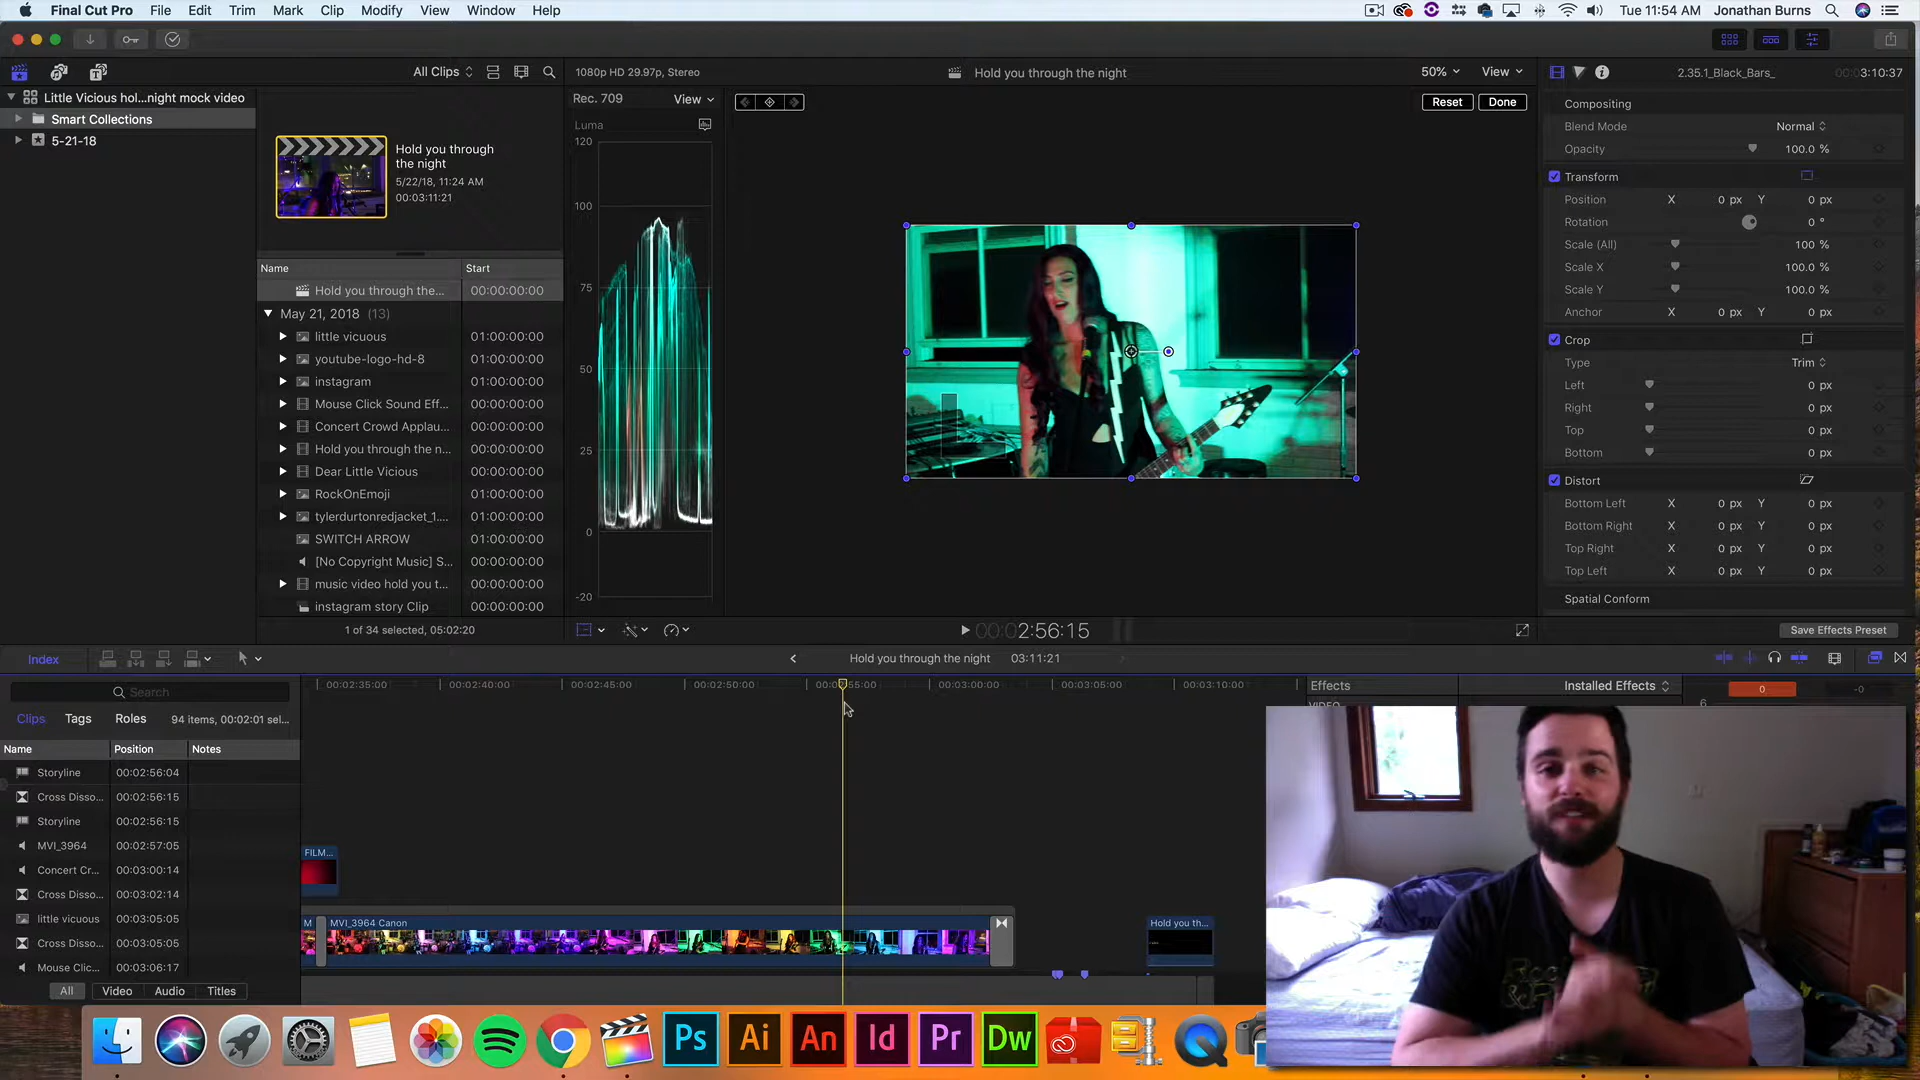 Final Cut Pro File Edit Trim Mark Clip Modify View Window Help Tue 11:54 AM Jonathan Burns
All Clips 1080p HD 29.97p, Stereo Hold you through the night 50% View 2.35.1_Black_Bars_ 00:00:03:10:37
Little Vicious hol...night mock video
Smart Collections
5-21-18
Hold you through
the night
5/22/18, 11:24 AM
00:03:11:21
Name Start
Hold you through the... 00:00:00:00
May 21, 2018 (13)
little vicuous 01:00:00:00
youtube-logo-hd-8 00:00:00:00
instagram 01:00:00:00
Mouse Click Sound Eff... 00:00:00:00
Concert Crowd Applau... 00:00:00:00
Hold you through the n... 00:00:00:00
Dear Little Vicious 00:00:00:00
RockOnEmoji 01:00:00:00
tylerdurtonredjacket_1.... 01:00:00:00
SWITCH ARROW 00:00:00:00
[No Copyright Music] S... 00:00:00:00
music video hold you t... 00:00:00:00
instagram story Clip 00:00:00:00
1 of 34 selected, 05:02:20
Rec. 709 View
Luma
120
100
75
50
25
0
-20
Reset Done
00:00:2:56:15
Compositing
Blend Mode Normal
Opacity 100.0 %
Transform
Position X 0 px Y 0 px
Rotation 0 °
Scale (All) 100 %
Scale X 100.0 %
Scale Y 100.0 %
Anchor X 0 px Y 0 px
Crop
Type Trim
Left 0 px
Right 0 px
Top 0 px
Bottom 0 px
Distort
Bottom Left X 0 px Y 0 px
Bottom Right X 0 px Y 0 px
Top Right X 0 px Y 0 px
Top Left X 0 px Y 0 px
Spatial Conform
Save Effects Preset
Index Hold you through the night 03:11:21
Search
Clips Tags Roles 94 items, 00:02:01 sel...
Name Position Notes
Storyline 00:02:56:04
Cross Disso... 00:02:56:15
Storyline 00:02:56:15
MVI_3964 00:02:57:05
Concert Cr... 00:03:00:14
Cross Disso... 00:03:02:14
little vicuous 00:03:05:05
Cross Disso... 00:03:05:05
Mouse Clic... 00:03:06:17
All Video Audio Titles
00:02:35:00 00:02:40:00 00:02:45:00 00:02:50:00 00:02:55:00 00:03:00:00 00:03:05:00 00:03:10:00
FILM...
M MVI_3964 Canon Hold you th...
Effects Installed Effects 0 -0
VIDEO 6
Ps Ai An Id Pr Dw